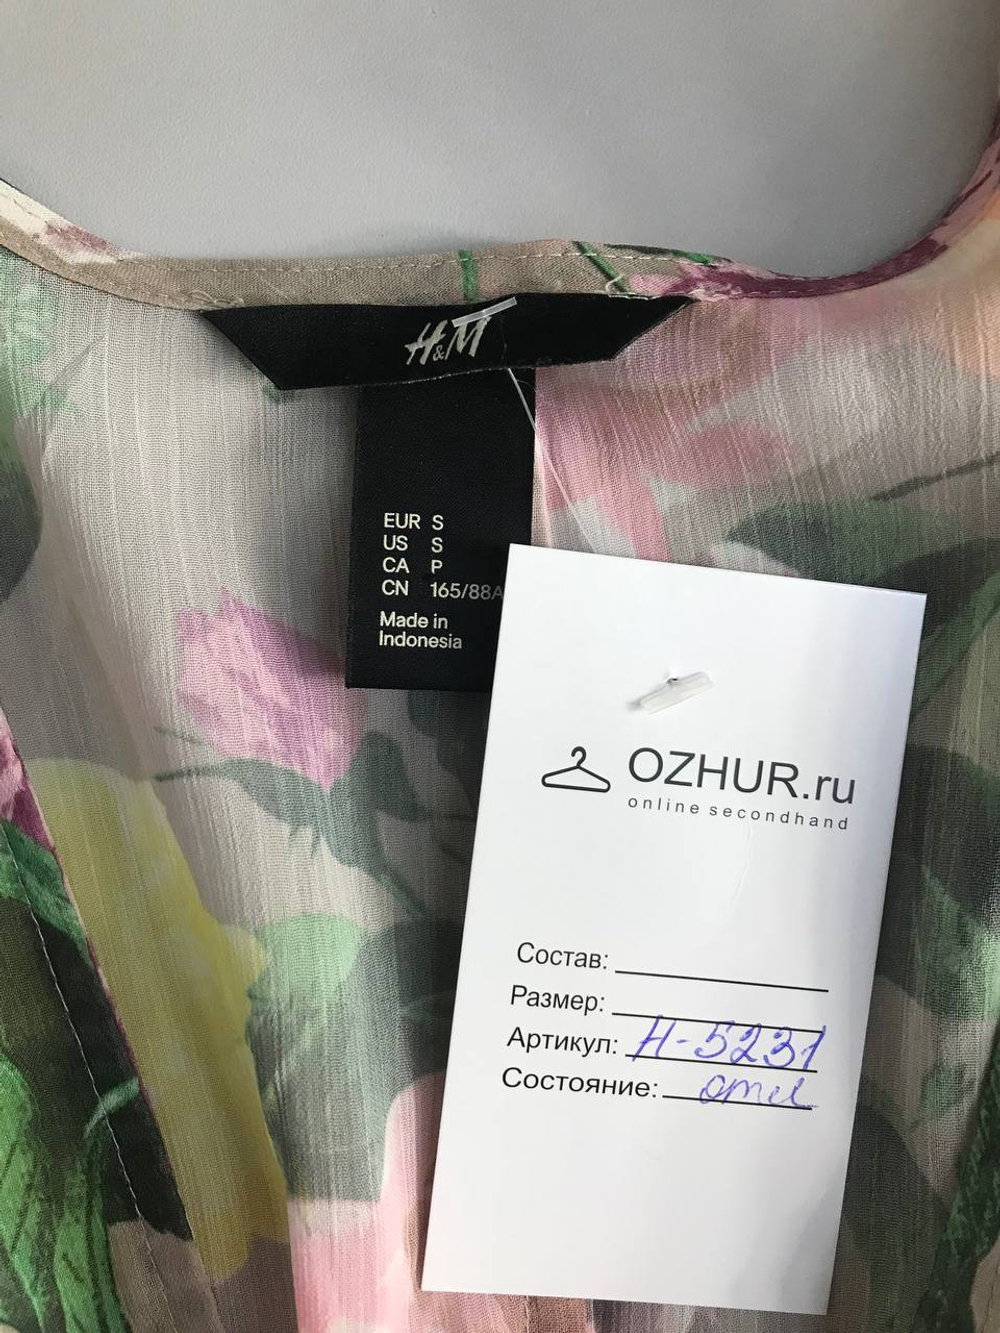 H&M
EUR S
US S
CA P
CN 165/88A
Made in
Indonesia
OZHUR.ru
online secondhand
Состав:
Размер:
Артикул: Н-5231
Состояние: отл